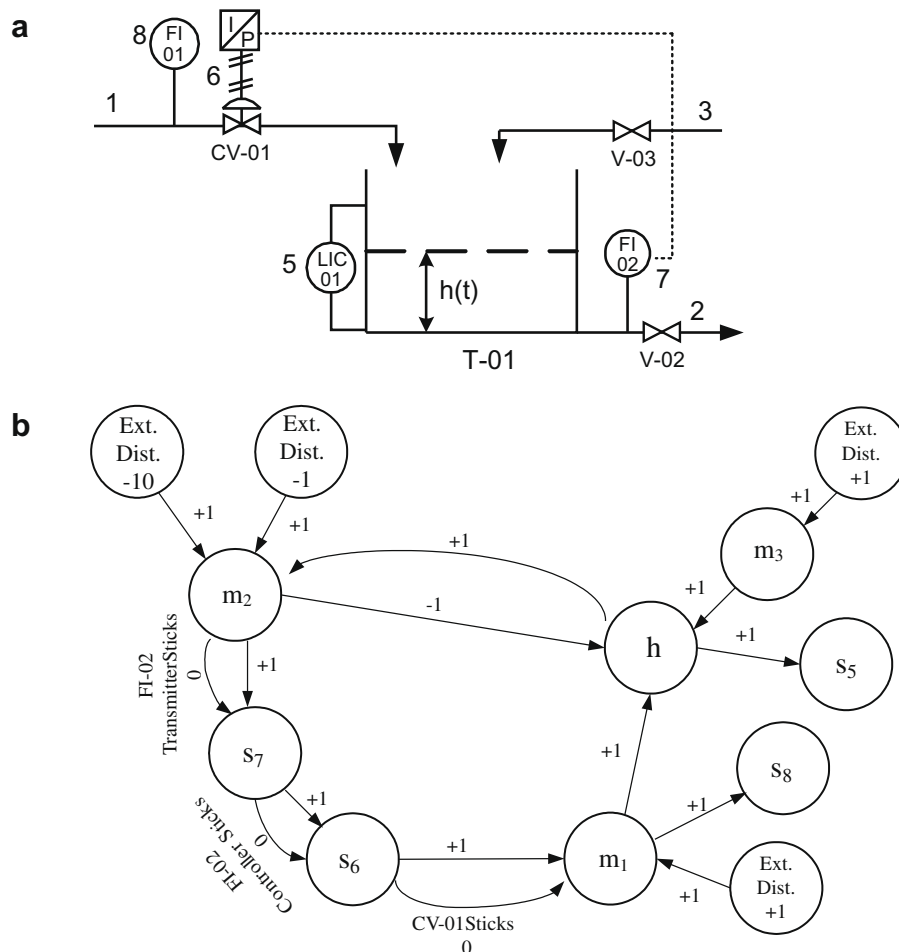 a
8
FI
01
I
P
6
1
3
CV-01
V-03
5
LIC
01
h(t)
FI
02
7
2
T-01
V-02
b
Ext.
Dist.
-10
Ext.
Dist.
-1
Ext.
Dist.
+1
+1
+1
+1
+1
m3
m2
-1
+1
h
+1
s5
FI-02
TransmitterSticks
0
+1
s7
+1
s8
+1
0
FI-02
Controller Sticks
s6
+1
+1
m1
+1
Ext.
Dist.
+1
CV-01Sticks
0